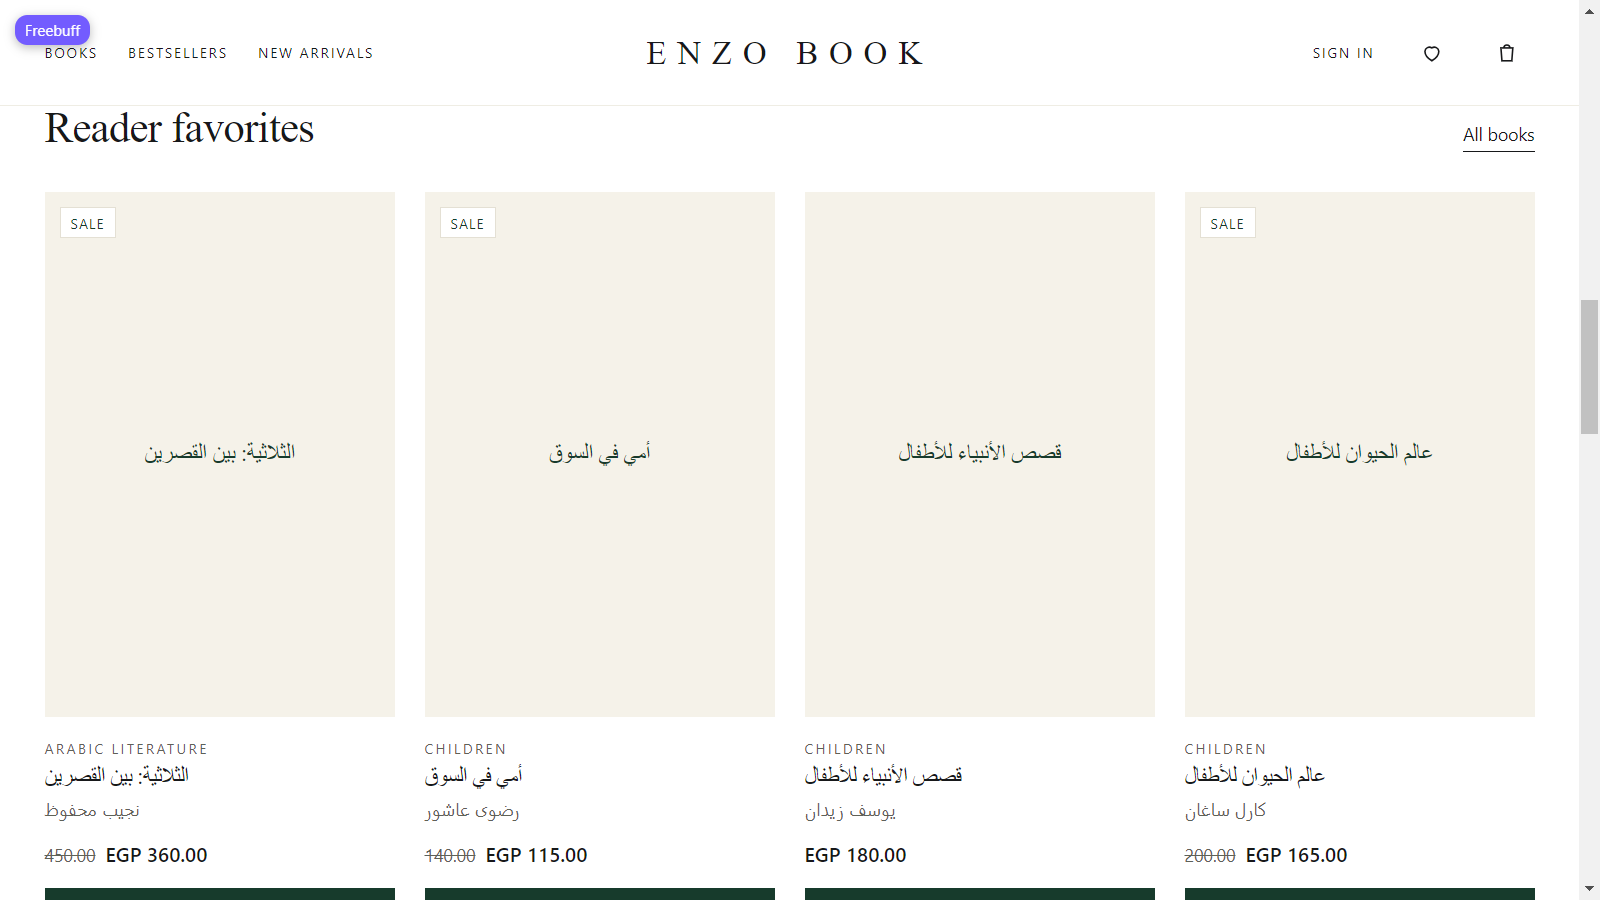 Freebuff
BOOKS BESTSELLERS NEW ARRIVALS
ENZO BOOK
SIGN IN
Reader favorites
All books
SALE
الثلاثية: بين القصرين
ARABIC LITERATURE
الثلاثية: بين القصرين
نجيب محفوظ
450.00 EGP 360.00
SALE
أمي في السوق
CHILDREN
أمي في السوق
رضوى عاشور
140.00 EGP 115.00
قصص الأنبياء للأطفال
CHILDREN
قصص الأنبياء للأطفال
يوسف زيدان
EGP 180.00
SALE
عالم الحيوان للأطفال
CHILDREN
عالم الحيوان للأطفال
كارل ساغان
200.00 EGP 165.00